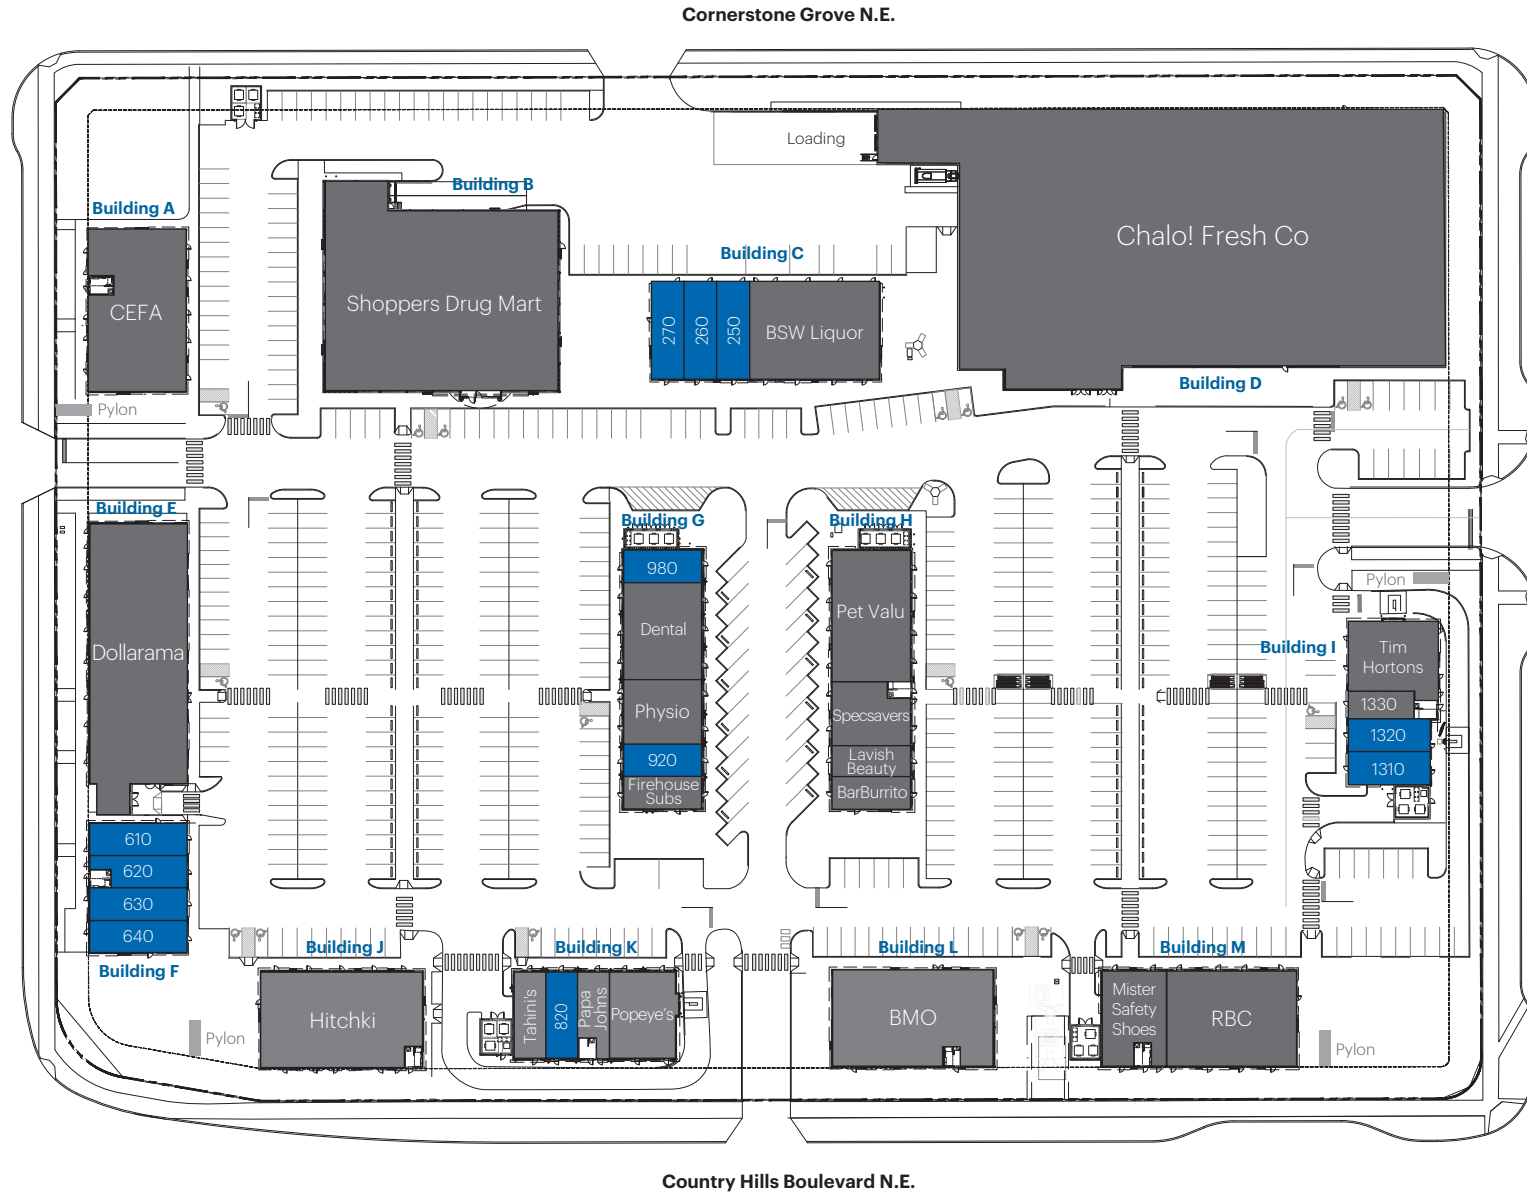 Cornerstone Grove N.E.
Loading
Building A
Building B
Building C
Chalo! Fresh Co
CEFA
Shoppers Drug Mart
270
260
250
BSW Liquor
Building D
Pylon
Building E
Building G
Building H
980
Dental
Physio
920
Firehouse
Subs
Pet Valu
Specsavers
Lavish
Beauty
BarBurrito
Pylon
Building I
Tim
Hortons
1330
1320
1310
Dollarama
610
620
630
640
Building F
Building J
Building K
Building L
Building M
Hitchki
Tahini's
820
Papa
Johns
Popeye's
BMO
Mister
Safety
Shoes
RBC
Pylon
Pylon
Country Hills Boulevard N.E.